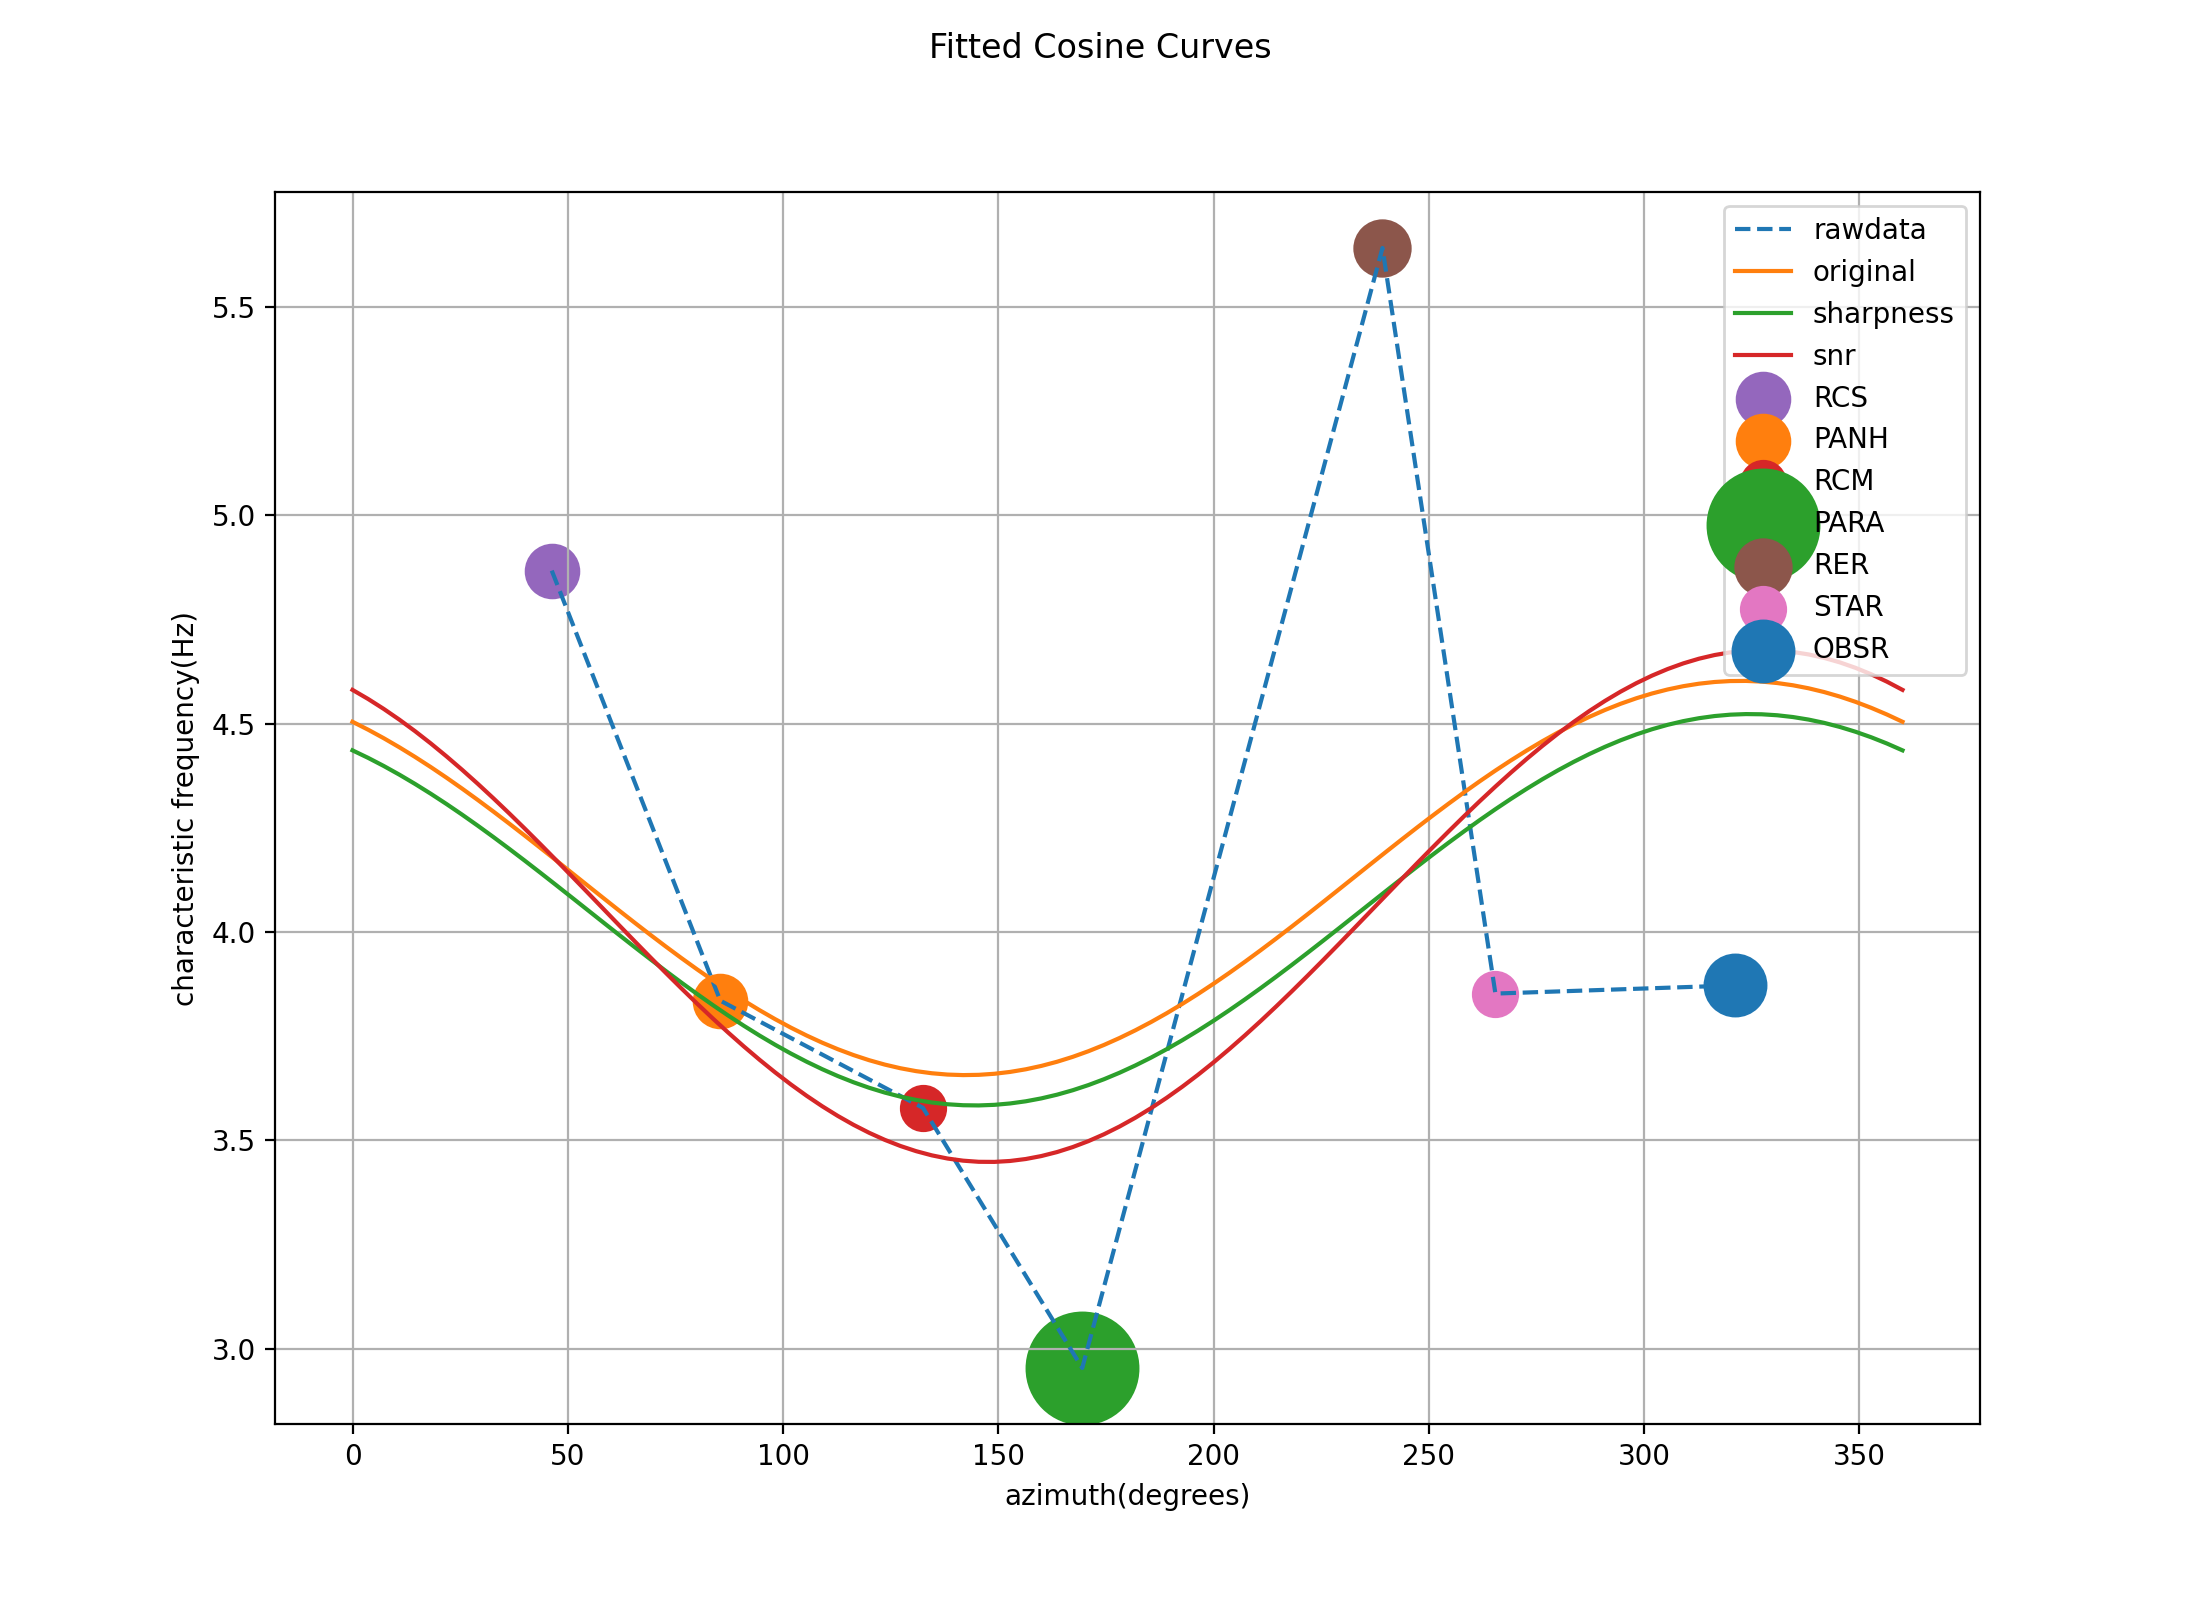 Fitted Cosine Curves
rawdata
original
sharpness
snr
RCS
PANH
RCM
PARA
RER
STAR
OBSR
characteristic frequency(Hz)
5.5
5.0
4.5
4.0
3.5
3.0
0 50 100 150 200 250 300 350
azimuth(degrees)